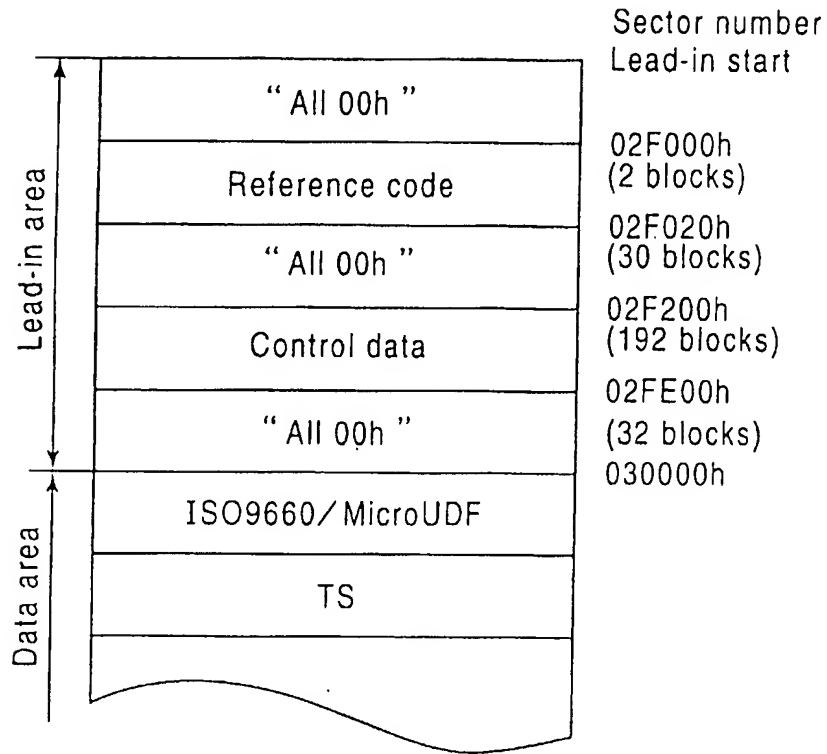 Sector number
Lead-in start
“ All 00h ”
02F000h
(2 blocks)
Reference code
02F020h
(30 blocks)
“ All 00h ”
02F200h
(192 blocks)
Control data
02FE00h
(32 blocks)
“ All 00h ”
030000h
ISO9660/MicroUDF
TS
Lead-in area
Data area